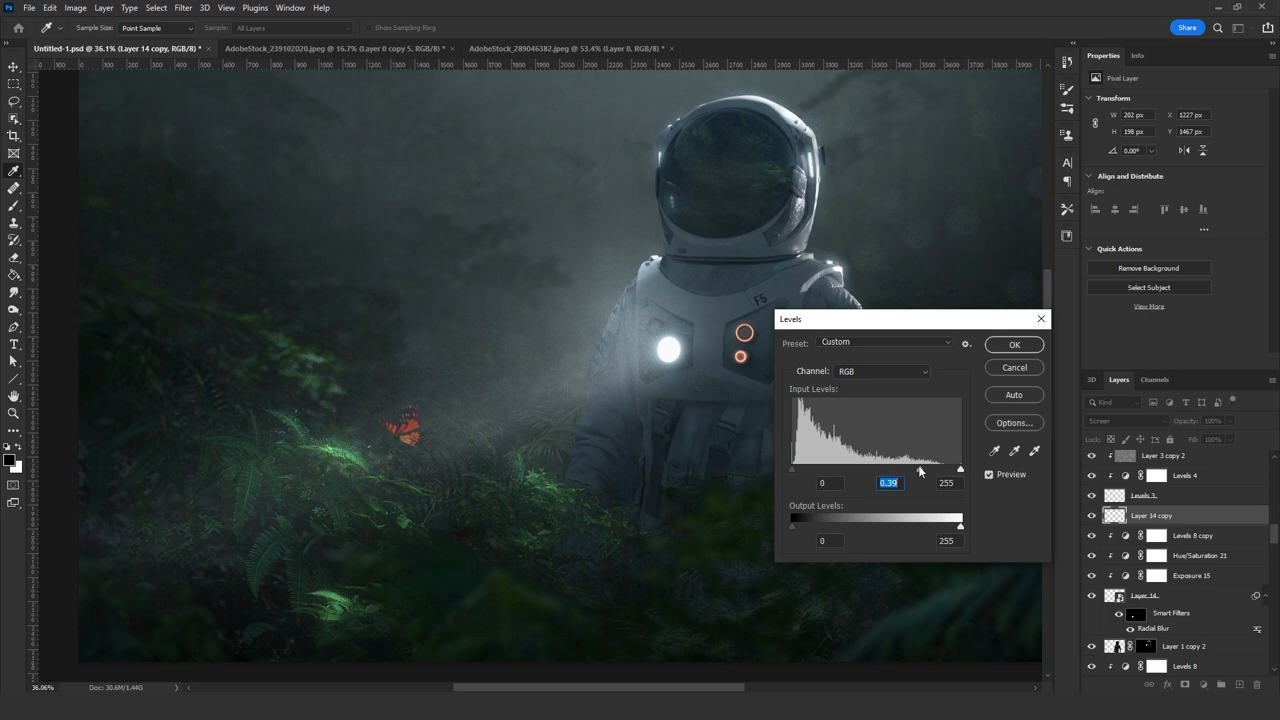 Ps File Edit Image Layer Type Select Filter 3D View Plugins Window Help
Sample Size: Point Sample Sample: All Layers Show Sampling Ring Share
Untitled-1.psd @ 36.1% (Layer 14 copy, RGB/8) * × AdobeStock_239102020.jpeg @ 16.7% (Layer 0 copy 5, RGB/8) * × AdobeStock_289046382.jpeg @ 53.4% (Layer 0, RGB/8) * ×
Properties Info
Pixel Layer
Transform
W 202 px X 1227 px
H 198 px Y 1467 px
0.00°
Align and Distribute
Align:
Quick Actions
Remove Background
Select Subject
View More
F5
Levels
Preset: Custom
OK
Cancel
Channel: RGB
Input Levels:
Auto
Options...
Preview
0 0.39 255
Output Levels:
0 255
3D Layers Channels
Kind
Screen Opacity: 100%
Lock: Fill: 100%
Layer 3 copy 2
Levels 4
Levels 3
Layer 14 copy
Levels 8 copy
Hue/Saturation 21
Exposure 15
Layer 14
Smart Filters
Radial Blur
Layer 1 copy 2
Levels 8
36.06% Doc: 30.6M/1.44G